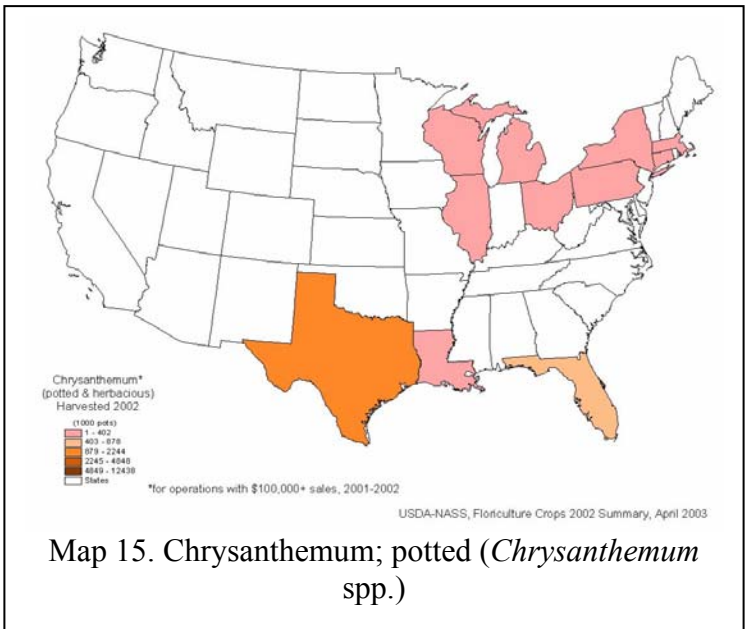 Chrysanthemum*
(potted & herbacious)
Harvested 2002
(1000 pots)
1 - 402
403 - 878
879 - 2244
2245 - 4848
4849 - 12438
States
*for operations with $100,000+ sales, 2001-2002
USDA-NASS, Floriculture Crops 2002 Summary, April 2003
Map 15. Chrysanthemum; potted (Chrysanthemum
spp.)